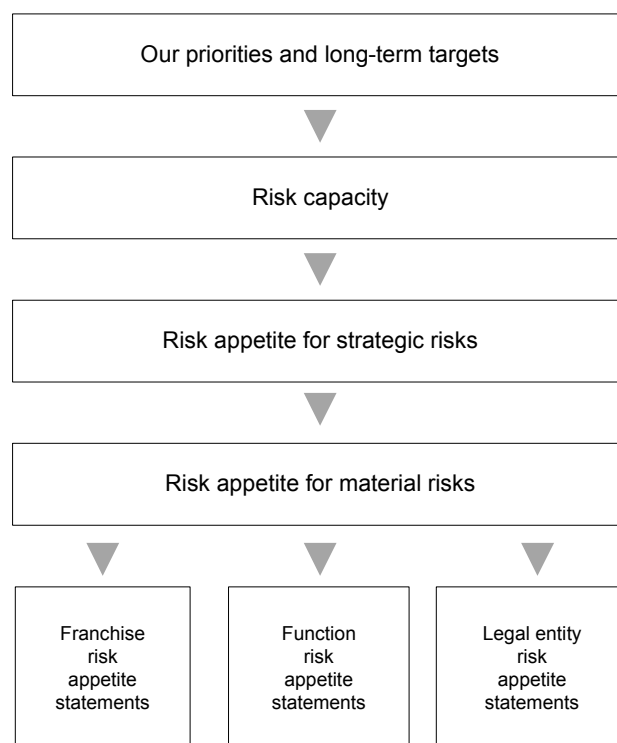 Our priorities and long-term targets
Risk capacity
Risk appetite for strategic risks
Risk appetite for material risks
Franchise
risk
appetite
statements
Function
risk
appetite
statements
Legal entity
risk
appetite
statements